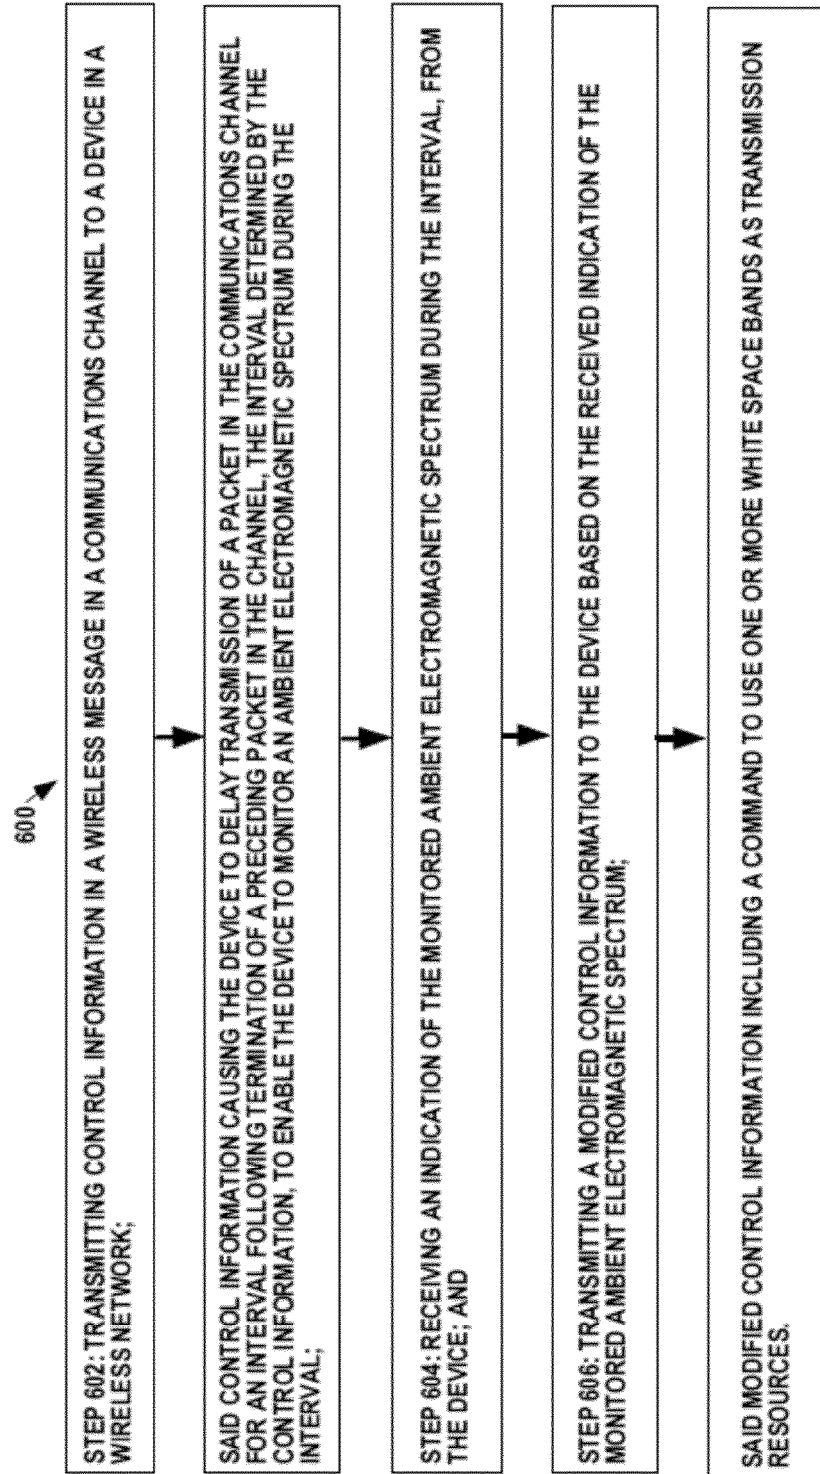 600
STEP 602: TRANSMITTING CONTROL INFORMATION IN A WIRELESS MESSAGE IN A COMMUNICATIONS CHANNEL TO A DEVICE IN A
WIRELESS NETWORK;
SAID CONTROL INFORMATION CAUSING THE DEVICE TO DELAY TRANSMISSION OF A PACKET IN THE COMMUNICATIONS CHANNEL
FOR AN INTERVAL FOLLOWING TERMINATION OF A PRECEDING PACKET IN THE CHANNEL, THE INTERVAL DETERMINED BY THE
CONTROL INFORMATION, TO ENABLE THE DEVICE TO MONITOR AN AMBIENT ELECTROMAGNETIC SPECTRUM DURING THE
INTERVAL;
STEP 604: RECEIVING AN INDICATION OF THE MONITORED AMBIENT ELECTROMAGNETIC SPECTRUM DURING THE INTERVAL, FROM
THE DEVICE; AND
STEP 606: TRANSMITTING A MODIFIED CONTROL INFORMATION TO THE DEVICE BASED ON THE RECEIVED INDICATION OF THE
MONITORED AMBIENT ELECTROMAGNETIC SPECTRUM;
SAID MODIFIED CONTROL INFORMATION INCLUDING A COMMAND TO USE ONE OR MORE WHITE SPACE BANDS AS TRANSMISSION
RESOURCES.